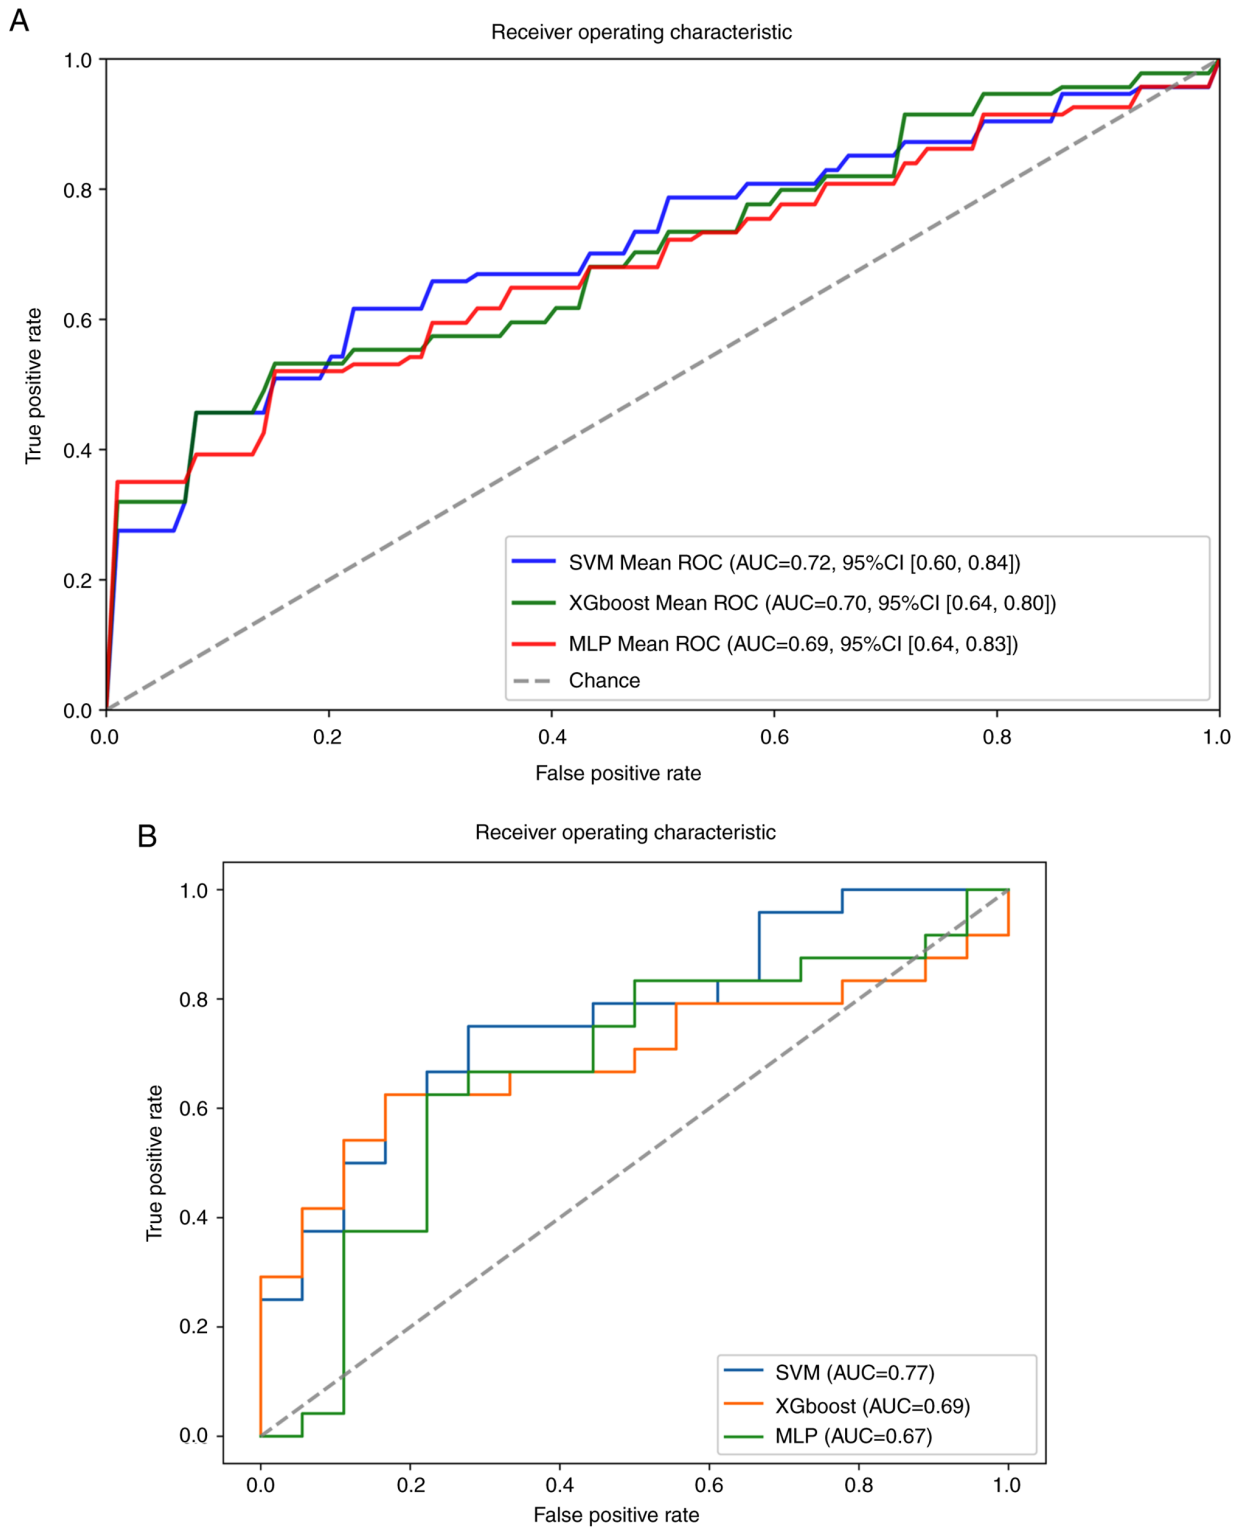 A
Receiver operating characteristic
1.0
0.8
0.6
0.4
0.2
0.0
True positive rate
SVM Mean ROC (AUC=0.72, 95%CI [0.60, 0.84])
XGboost Mean ROC (AUC=0.70, 95%CI [0.64, 0.80])
MLP Mean ROC (AUC=0.69, 95%CI [0.64, 0.83])
Chance
0.0 0.2 0.4 0.6 0.8 1.0
False positive rate
B
Receiver operating characteristic
1.0
0.8
0.6
0.4
0.2
0.0
True positive rate
SVM (AUC=0.77)
XGboost (AUC=0.69)
MLP (AUC=0.67)
0.0 0.2 0.4 0.6 0.8 1.0
False positive rate